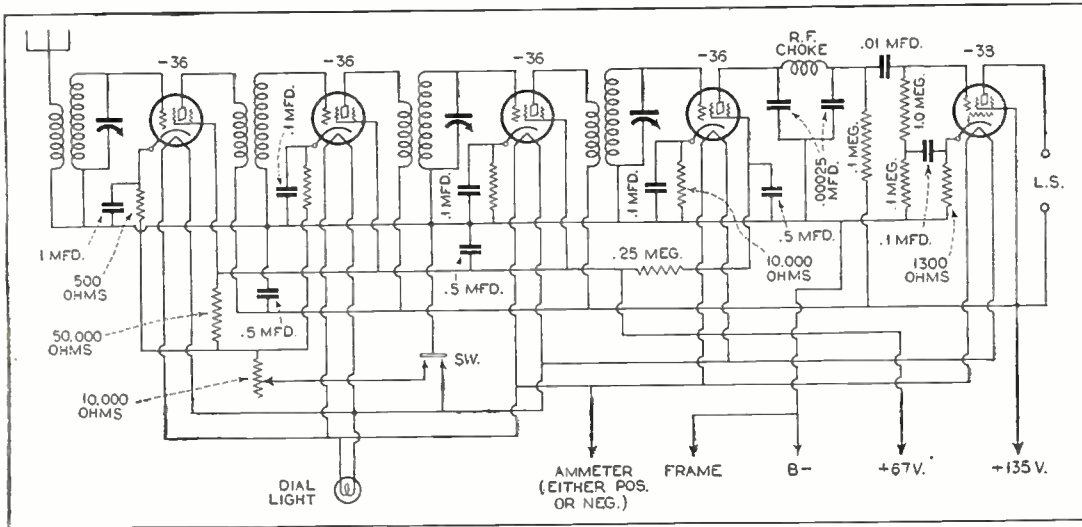 -36
-36
-36
-36
R.F.
CHOKE
.01 MFD.
-33
.1 MFD.
.1 MFD.
.1 MFD.
.00025
MFD.
.1 MEG.
1.0 MEG.
.1 MEG.
L.S.
.1 MFD.
500
OHMS
.5 MFD.
.25 MEG.
10,000
OHMS
.5 MFD.
.1 MFD.
1300
OHMS
50,000
OHMS
.5 MFD.
10,000
OHMS
SW.
DIAL
LIGHT
AMMETER
(EITHER POS.
OR NEG.)
FRAME
B-
+67V.
+135 V.